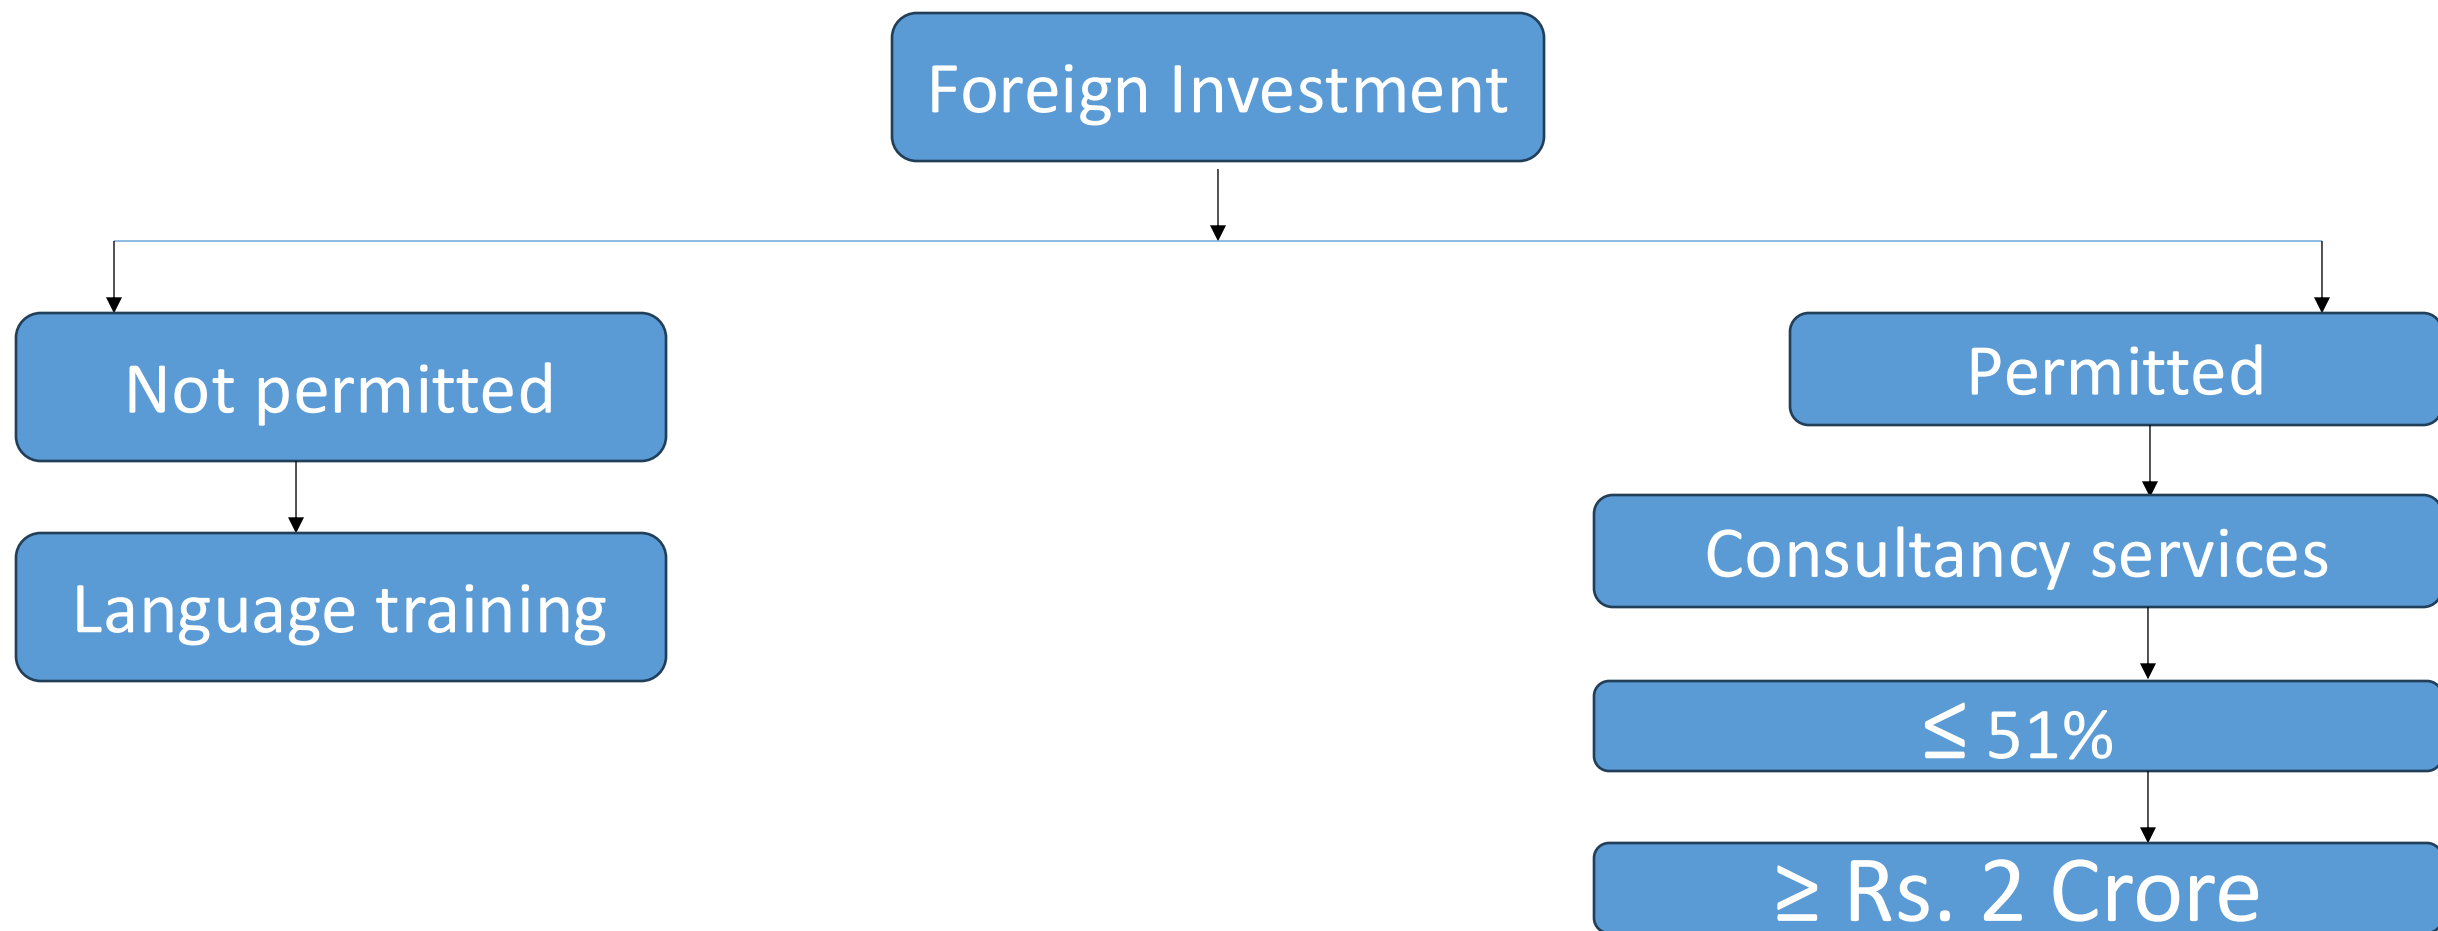 Foreign Investment
Not permitted
Permitted
Language training
Consultancy services
≤ 51%
≥ Rs. 2 Crore